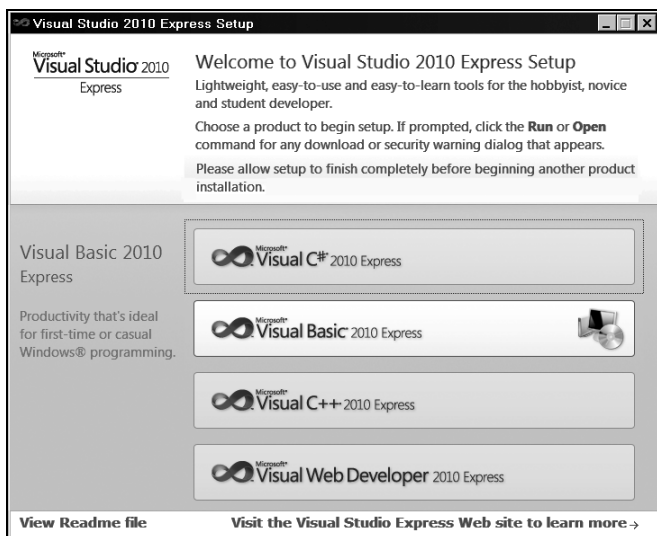 Visual Studio 2010 Express Setup
Microsoft®
Visual Studio® 2010
Express
Welcome to Visual Studio 2010 Express Setup
Lightweight, easy-to-use and easy-to-learn tools for the hobbyist, novice
and student developer.
Choose a product to begin setup. If prompted, click the Run or Open
command for any download or security warning dialog that appears.
Please allow setup to finish completely before beginning another product
installation.
Visual Basic 2010
Express
Productivity that's ideal
for first-time or casual
Windows® programming.
Microsoft®
Visual C#® 2010 Express
Microsoft®
Visual Basic® 2010 Express
Microsoft®
Visual C++® 2010 Express
Microsoft®
Visual Web Developer™ 2010 Express
View Readme file
Visit the Visual Studio Express Web site to learn more →